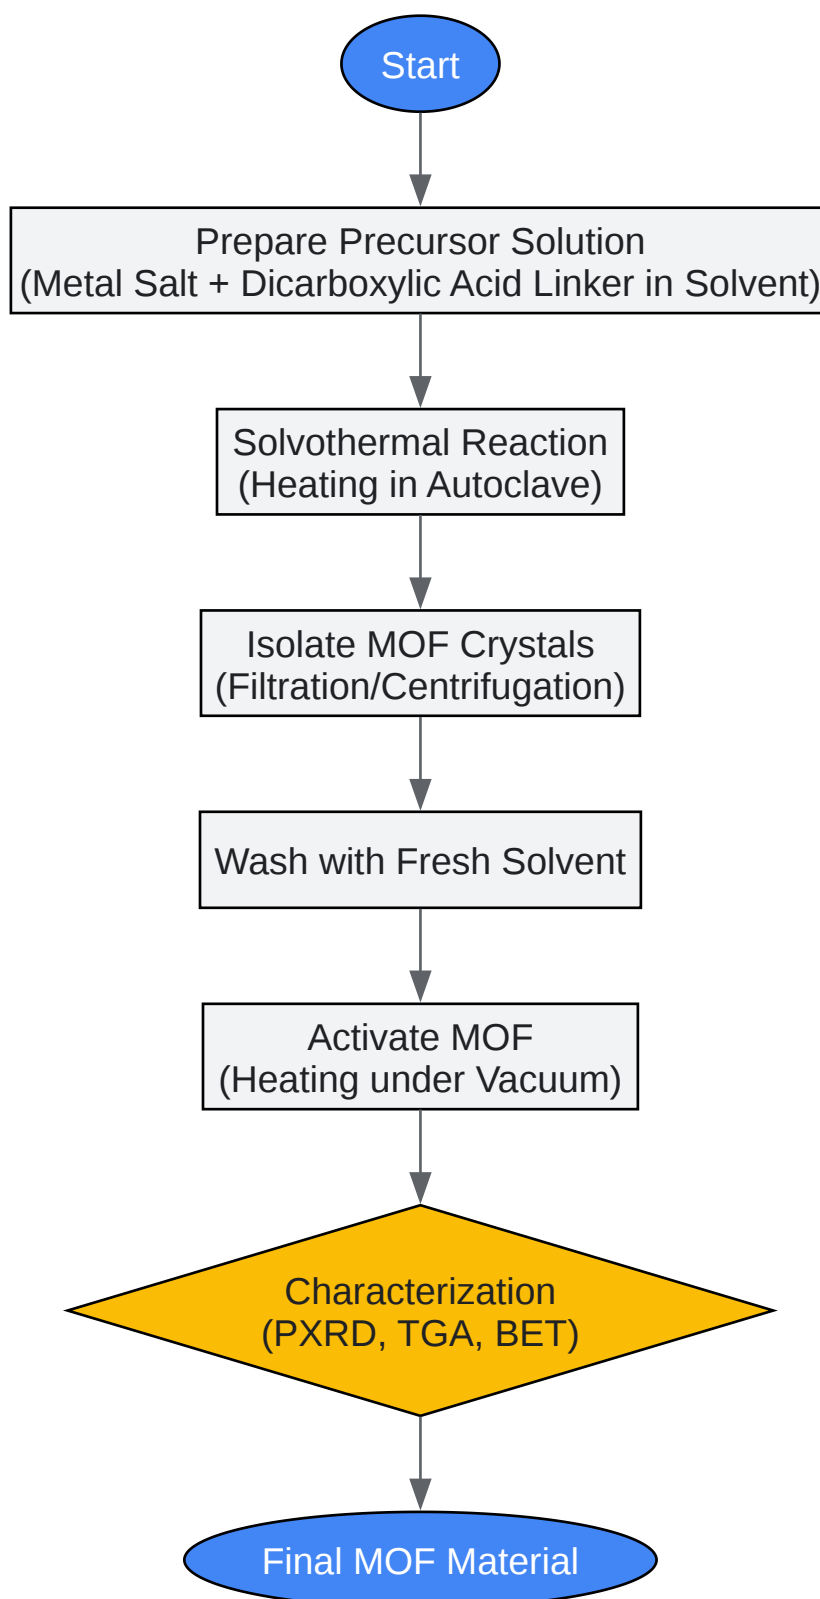 Start
Prepare Precursor Solution
(Metal Salt + Dicarboxylic Acid Linker in Solvent)
Solvothermal Reaction
(Heating in Autoclave)
Isolate MOF Crystals
(Filtration/Centrifugation)
Wash with Fresh Solvent
Activate MOF
(Heating under Vacuum)
Characterization
(PXRD, TGA, BET)
Final MOF Material